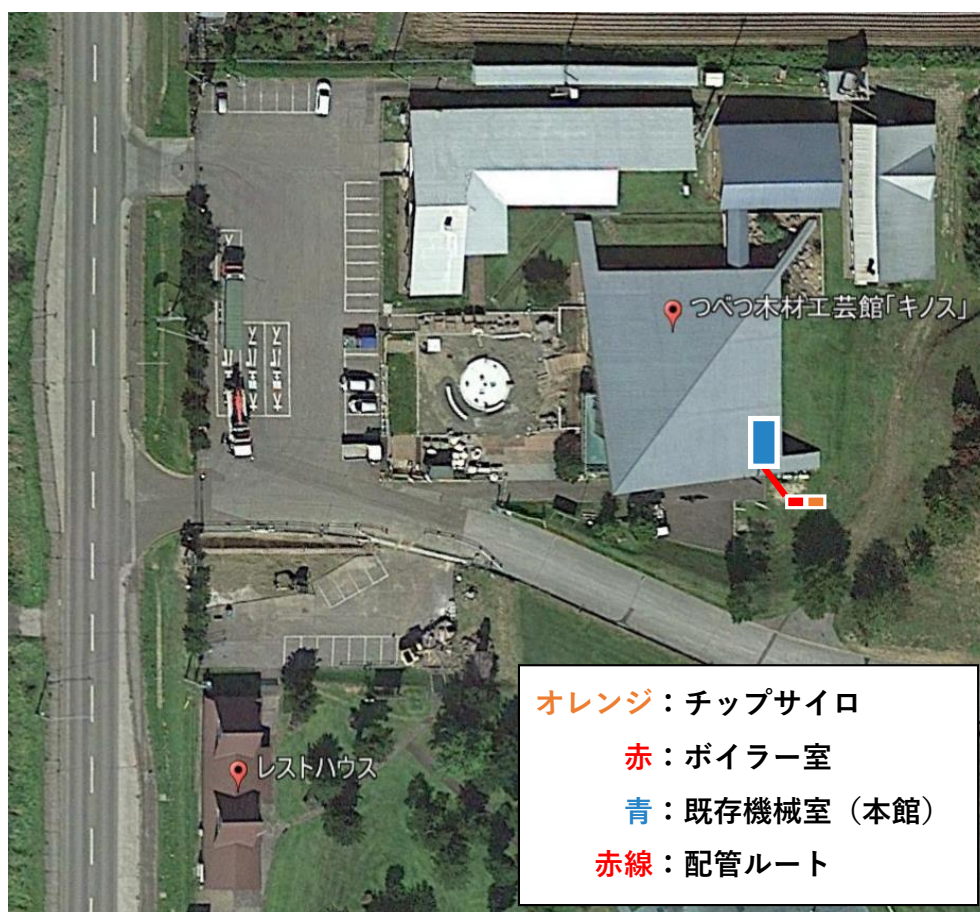 つべつ木材工芸館「キノス」
レストハウス
オレンジ：チップサイロ
赤：ボイラー室
青：既存機械室（本館）
赤線：配管ルート